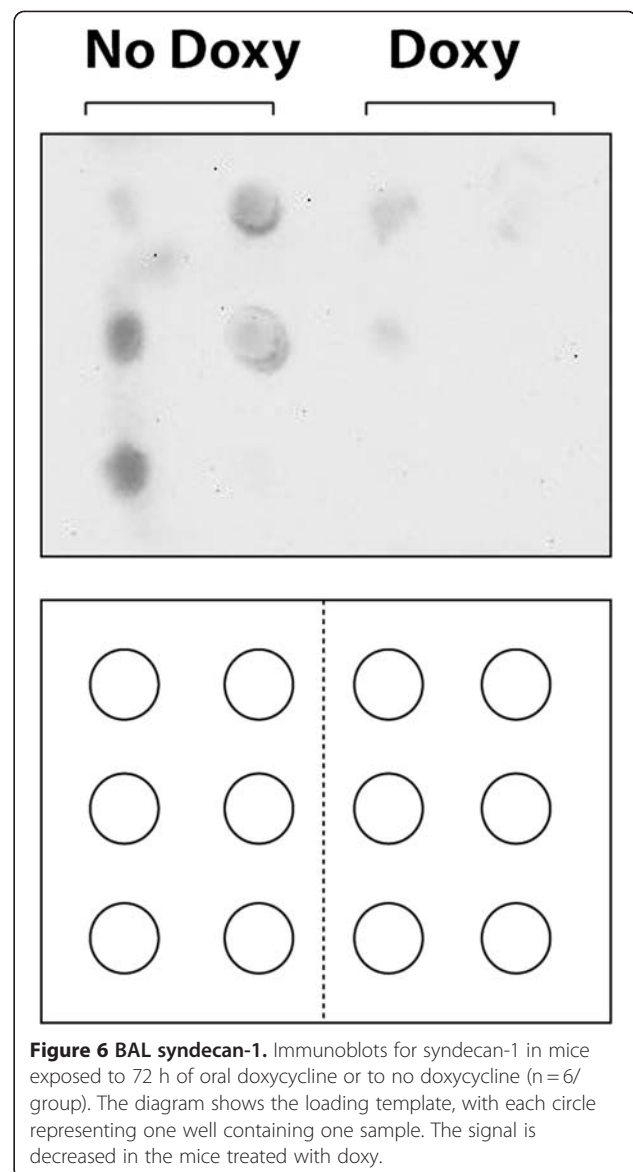 No Doxy Doxy
Figure 6 BAL syndecan-1. Immunoblots for syndecan-1 in mice
exposed to 72 h of oral doxycycline or to no doxycycline (n = 6/
group). The diagram shows the loading template, with each circle
representing one well containing one sample. The signal is
decreased in the mice treated with doxy.